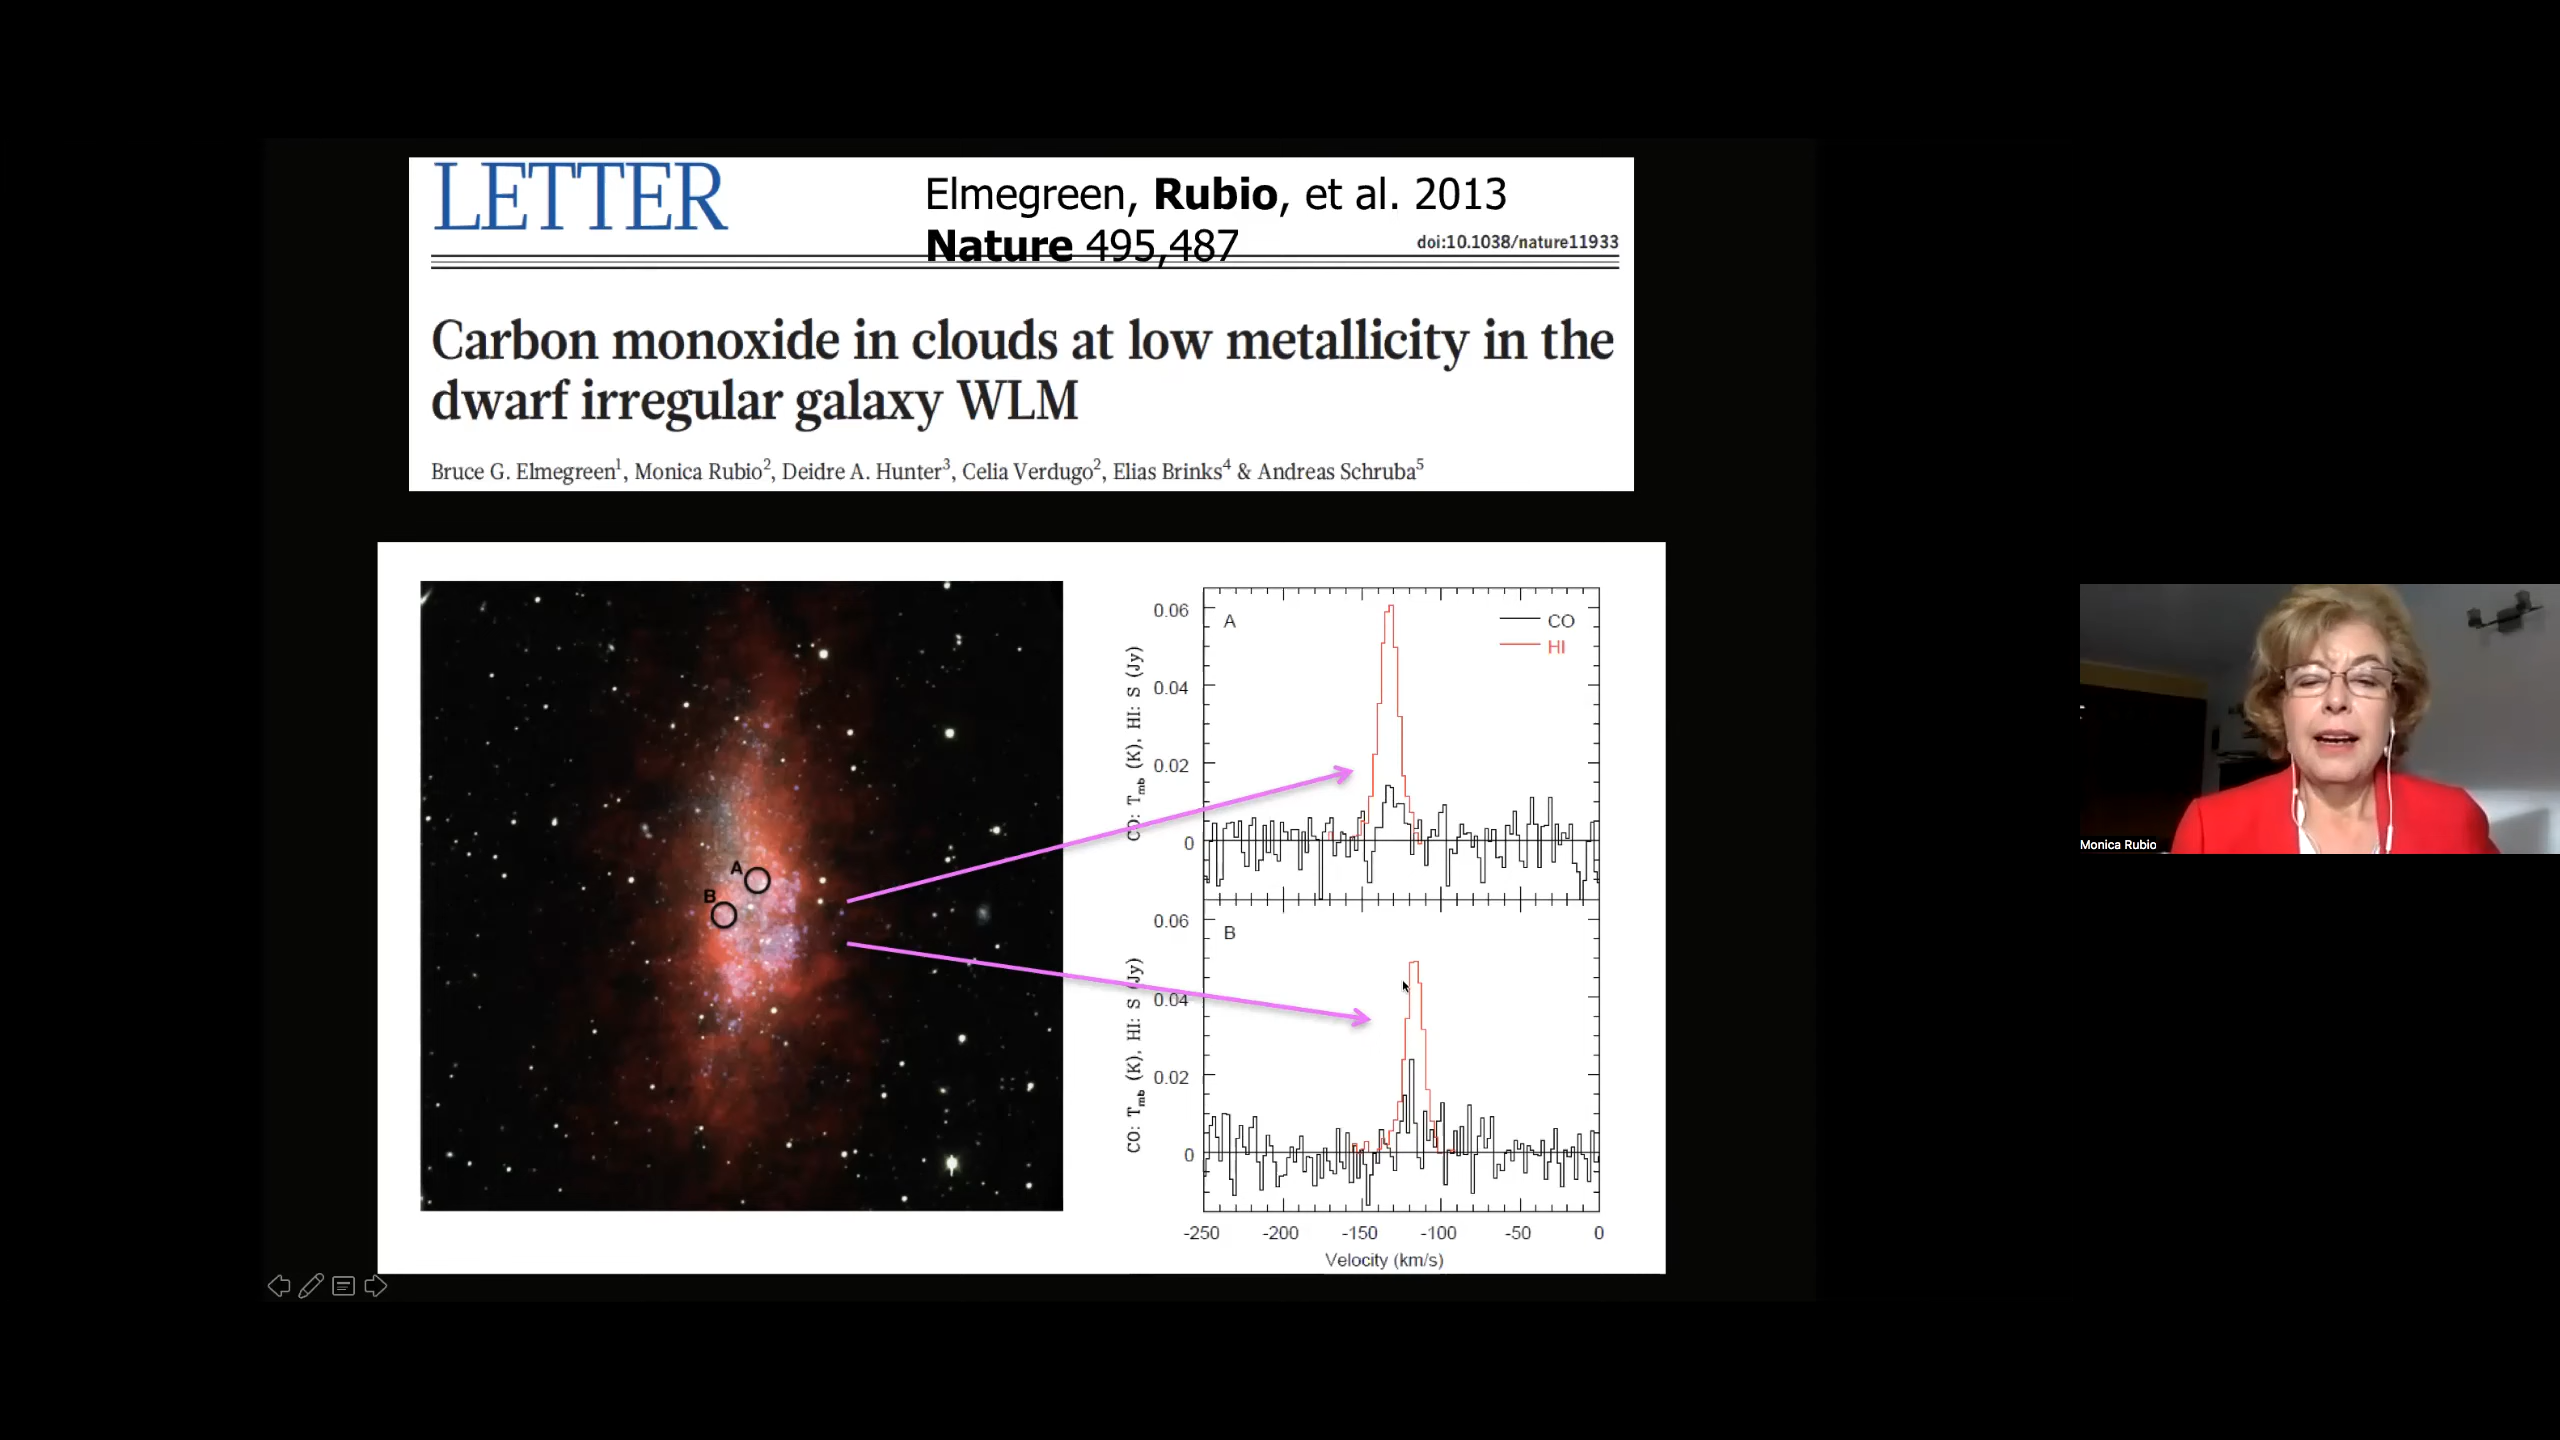 LETTER
Elmegreen, Rubio, et al. 2013
Nature 495,487
doi:10.1038/nature11933
Carbon monoxide in clouds at low metallicity in the
dwarf irregular galaxy WLM
Bruce G. Elmegreen1, Monica Rubio2, Deidre A. Hunter3, Celia Verdugo2, Elias Brinks4 & Andreas Schruba5
A
B
CO: Tmb (K), HI: S (Jy)
0.06
0.04
0.02
0
A
CO
HI
CO: Tmb (K), HI: S (Jy)
0.06
0.04
0.02
0
B
-250 -200 -150 -100 -50 0
Velocity (km/s)
Monica Rubio